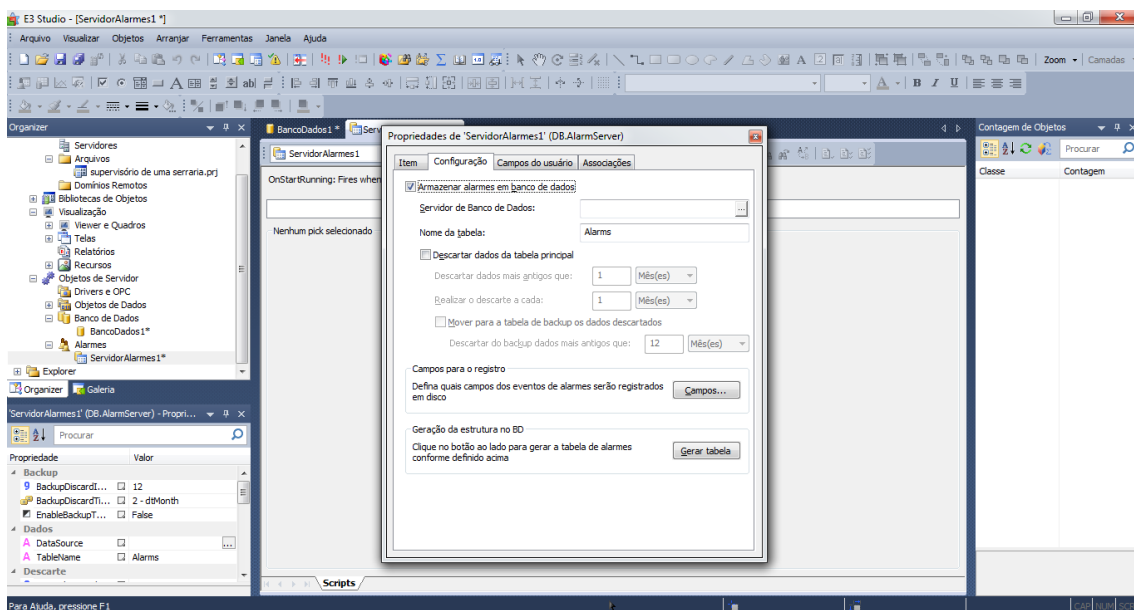 E3 Studio - [ServidorAlarmes1 *]
Arquivo Visualizar Objetos Arranjar Ferramentas Janela Ajuda
Zoom Camadas
A B I U
Organizer
Servidores
Arquivos
supervisório de uma serraria.prj
Domínios Remotos
Bibliotecas de Objetos
Visualização
Viewer e Quadros
Telas
Relatórios
Recursos
Objetos de Servidor
Drivers e OPC
Objetos de Dados
Banco de Dados
BancoDados1*
Alarmes
ServidorAlarmes1*
Explorer
Organizer Galeria
'ServidorAlarmes1' (DB.AlarmServer) - Propri...
Procurar
Propriedade Valor
Backup
BackupDiscardI... 12
BackupDiscardTi... 2 - dtMonth
EnableBackupT... False
Dados
DataSource ...
TableName Alarms
Descarte
BancoDados1 * Serv
ServidorAlarmes1
OnStartRunning: Fires when
Nenhum pick selecionado
Scripts
Propriedades de 'ServidorAlarmes1' (DB.AlarmServer)
Item Configuração Campos do usuário Associações
Armazenar alarmes em banco de dados
Servidor de Banco de Dados: ...
Nome da tabela: Alarms
Descartar dados da tabela principal
Descartar dados mais antigos que: 1 Mês(es)
Realizar o descarte a cada: 1 Mês(es)
Mover para a tabela de backup os dados descartados
Descartar do backup dados mais antigos que: 12 Mês(es)
Campos para o registro
Defina quais campos dos eventos de alarmes serão registrados
em disco
Campos...
Geração da estrutura no BD
Clique no botão ao lado para gerar a tabela de alarmes
conforme definido acima
Gerar tabela
Contagem de Objetos
Procurar
Classe Contagem
Para Ajuda, pressione F1
CAP NUM SCR